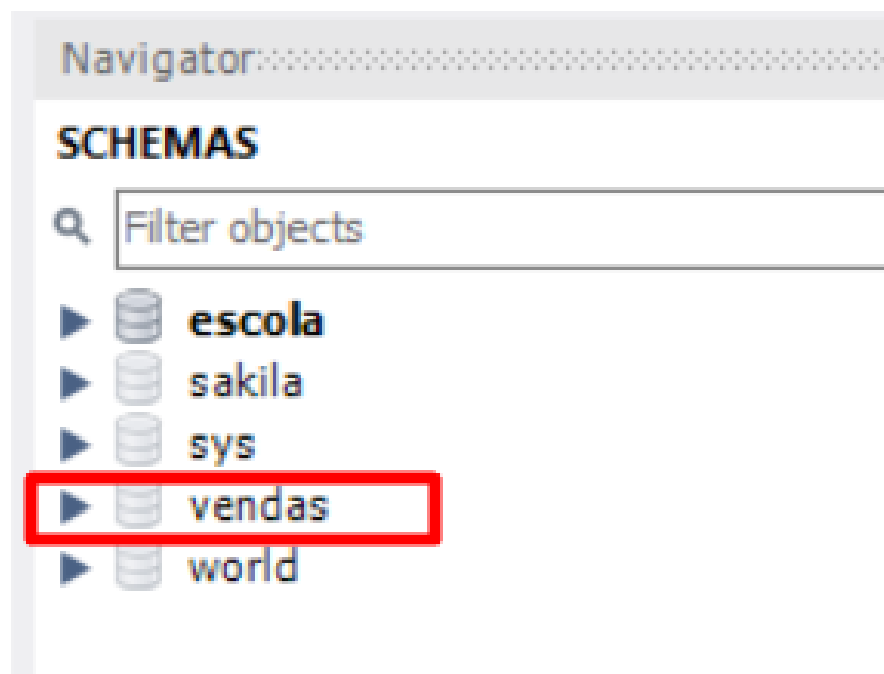 Navigator
SCHEMAS
Filter objects
escola
sakila
sys
vendas
world